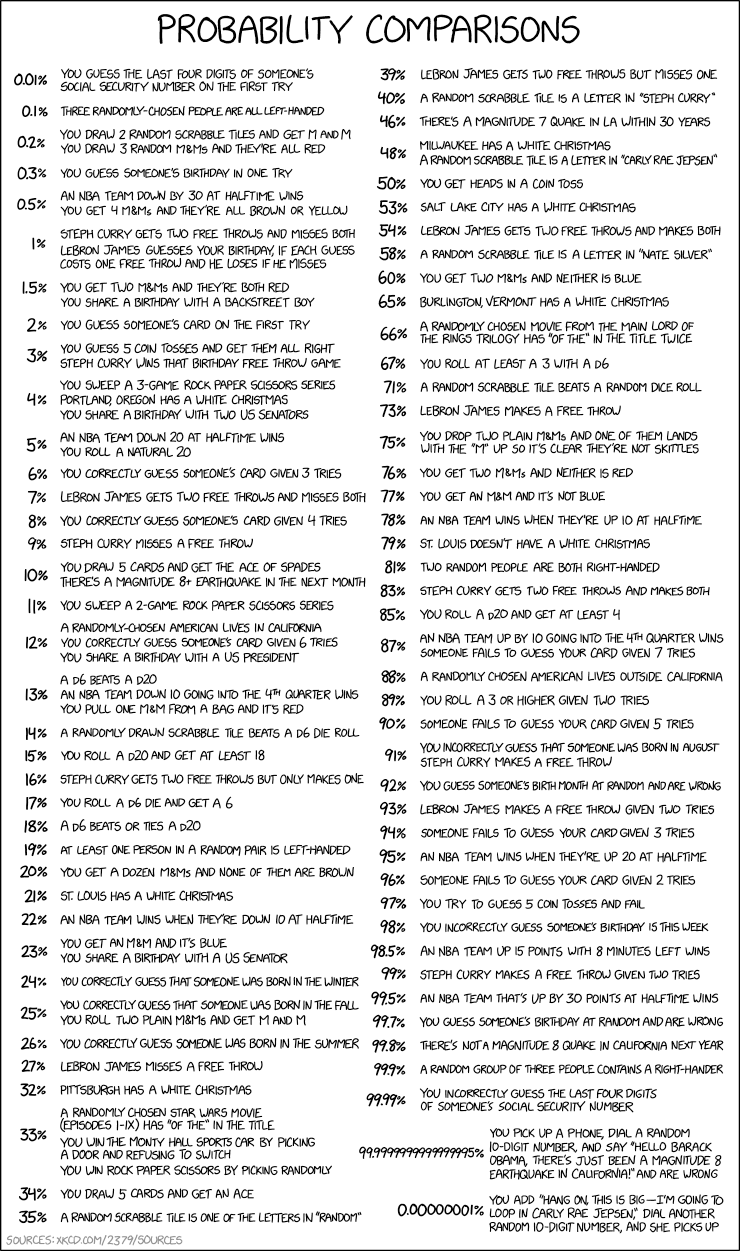 PROBABILITY COMPARISONS
0.01% YOU GUESS THE LAST FOUR DIGITS OF SOMEONE'S
SOCIAL SECURITY NUMBER ON THE FIRST TRY
0.1% THREE RANDOMLY-CHOSEN PEOPLE ARE ALL LEFT-HANDED
0.2% YOU DRAW 2 RANDOM SCRABBLE TILES AND GET M AND M
YOU DRAW 3 RANDOM M&Ms AND THEY'RE ALL RED
0.3% YOU GUESS SOMEONE'S BIRTHDAY IN ONE TRY
0.5% AN NBA TEAM DOWN BY 30 AT HALFTIME WINS
YOU GET 4 M&Ms AND THEY'RE ALL BROWN OR YELLOW
1% STEPH CURRY GETS TWO FREE THROWS AND MISSES BOTH
LEBRON JAMES GUESSES YOUR BIRTHDAY, IF EACH GUESS
COSTS ONE FREE THROW AND HE LOSES IF HE MISSES
1.5% YOU GET TWO M&Ms AND THEY'RE BOTH RED
YOU SHARE A BIRTHDAY WITH A BACKSTREET BOY
2% YOU GUESS SOMEONE'S CARD ON THE FIRST TRY
3% YOU GUESS 5 COIN TOSSES AND GET THEM ALL RIGHT
STEPH CURRY WINS THAT BIRTHDAY FREE THROW GAME
4% YOU SWEEP A 3-GAME ROCK PAPER SCISSORS SERIES
PORTLAND, OREGON HAS A WHITE CHRISTMAS
YOU SHARE A BIRTHDAY WITH TWO US SENATORS
5% AN NBA TEAM DOWN 20 AT HALFTIME WINS
YOU ROLL A NATURAL 20
6% YOU CORRECTLY GUESS SOMEONE'S CARD GIVEN 3 TRIES
7% LEBRON JAMES GETS TWO FREE THROWS AND MISSES BOTH
8% YOU CORRECTLY GUESS SOMEONE'S CARD GIVEN 4 TRIES
9% STEPH CURRY MISSES A FREE THROW
10% YOU DRAW 5 CARDS AND GET THE ACE OF SPADES
THERE'S A MAGNITUDE 8+ EARTHQUAKE IN THE NEXT MONTH
11% YOU SWEEP A 2-GAME ROCK PAPER SCISSORS SERIES
12% A RANDOMLY-CHOSEN AMERICAN LIVES IN CALIFORNIA
YOU CORRECTLY GUESS SOMEONE'S CARD GIVEN 6 TRIES
YOU SHARE A BIRTHDAY WITH A US PRESIDENT
13% A D6 BEATS A D20
AN NBA TEAM DOWN 10 GOING INTO THE 4TH QUARTER WINS
YOU PULL ONE M&M FROM A BAG AND IT'S RED
14% A RANDOMLY DRAWN SCRABBLE TILE BEATS A D6 DIE ROLL
15% YOU ROLL A D20 AND GET AT LEAST 18
16% STEPH CURRY GETS TWO FREE THROWS BUT ONLY MAKES ONE
17% YOU ROLL A D6 DIE AND GET A 6
18% A D6 BEATS OR TIES A D20
19% AT LEAST ONE PERSON IN A RANDOM PAIR IS LEFT-HANDED
20% YOU GET A DOZEN M&Ms AND NONE OF THEM ARE BROWN
21% ST. LOUIS HAS A WHITE CHRISTMAS
22% AN NBA TEAM WINS WHEN THEY'RE DOWN 10 AT HALFTIME
23% YOU GET AN M&M AND IT'S BLUE
YOU SHARE A BIRTHDAY WITH A US SENATOR
24% YOU CORRECTLY GUESS THAT SOMEONE WAS BORN IN THE WINTER
25% YOU CORRECTLY GUESS THAT SOMEONE WAS BORN IN THE FALL
YOU ROLL TWO PLAIN M&Ms AND GET M AND M
26% YOU CORRECTLY GUESS SOMEONE WAS BORN IN THE SUMMER
27% LEBRON JAMES MISSES A FREE THROW
32% PITTSBURGH HAS A WHITE CHRISTMAS
33% A RANDOMLY CHOSEN STAR WARS MOVIE
(EPISODES I-IX) HAS "OF THE" IN THE TITLE
YOU WIN THE MONTY HALL SPORTS CAR BY PICKING
A DOOR AND REFUSING TO SWITCH
YOU WIN ROCK PAPER SCISSORS BY PICKING RANDOMLY
34% YOU DRAW 5 CARDS AND GET AN ACE
35% A RANDOM SCRABBLE TILE IS ONE OF THE LETTERS IN "RANDOM"
39% LEBRON JAMES GETS TWO FREE THROWS BUT MISSES ONE
40% A RANDOM SCRABBLE TILE IS A LETTER IN "STEPH CURRY"
46% THERE'S A MAGNITUDE 7 QUAKE IN LA WITHIN 30 YEARS
48% MILWAUKEE HAS A WHITE CHRISTMAS
A RANDOM SCRABBLE TILE IS A LETTER IN "CARLY RAE JEPSEN"
50% YOU GET HEADS IN A COIN TOSS
53% SALT LAKE CITY HAS A WHITE CHRISTMAS
54% LEBRON JAMES GETS TWO FREE THROWS AND MAKES BOTH
58% A RANDOM SCRABBLE TILE IS A LETTER IN "NATE SILVER"
60% YOU GET TWO M&Ms AND NEITHER IS BLUE
65% BURLINGTON, VERMONT HAS A WHITE CHRISTMAS
66% A RANDOMLY CHOSEN MOVIE FROM THE MAIN LORD OF
THE RINGS TRILOGY HAS "OF THE" IN THE TITLE TWICE
67% YOU ROLL AT LEAST A 3 WITH A D6
71% A RANDOM SCRABBLE TILE BEATS A RANDOM DICE ROLL
73% LEBRON JAMES MAKES A FREE THROW
75% YOU DROP TWO PLAIN M&Ms AND ONE OF THEM LANDS
WITH THE "M" UP SO IT'S CLEAR THEY'RE NOT SKITTLES
76% YOU GET TWO M&Ms AND NEITHER IS RED
77% YOU GET AN M&M AND IT'S NOT BLUE
78% AN NBA TEAM WINS WHEN THEY'RE UP 10 AT HALFTIME
79% ST. LOUIS DOESN'T HAVE A WHITE CHRISTMAS
81% TWO RANDOM PEOPLE ARE BOTH RIGHT-HANDED
83% STEPH CURRY GETS TWO FREE THROWS AND MAKES BOTH
85% YOU ROLL A D20 AND GET AT LEAST 4
87% AN NBA TEAM UP BY 10 GOING INTO THE 4TH QUARTER WINS
SOMEONE FAILS TO GUESS YOUR CARD GIVEN 7 TRIES
88% A RANDOMLY CHOSEN AMERICAN LIVES OUTSIDE CALIFORNIA
89% YOU ROLL A 3 OR HIGHER GIVEN TWO TRIES
90% SOMEONE FAILS TO GUESS YOUR CARD GIVEN 5 TRIES
91% YOU INCORRECTLY GUESS THAT SOMEONE WAS BORN IN AUGUST
STEPH CURRY MAKES A FREE THROW
92% YOU GUESS SOMEONE'S BIRTH MONTH AT RANDOM AND ARE WRONG
93% LEBRON JAMES MAKES A FREE THROW GIVEN TWO TRIES
94% SOMEONE FAILS TO GUESS YOUR CARD GIVEN 3 TRIES
95% AN NBA TEAM WINS WHEN THEY'RE UP 20 AT HALFTIME
96% SOMEONE FAILS TO GUESS YOUR CARD GIVEN 2 TRIES
97% YOU TRY TO GUESS 5 COIN TOSSES AND FAIL
98% YOU INCORRECTLY GUESS SOMEONE'S BIRTHDAY IS THIS WEEK
98.5% AN NBA TEAM UP 15 POINTS WITH 8 MINUTES LEFT WINS
99% STEPH CURRY MAKES A FREE THROW GIVEN TWO TRIES
99.5% AN NBA TEAM THAT'S UP BY 30 POINTS AT HALFTIME WINS
99.7% YOU GUESS SOMEONE'S BIRTHDAY AT RANDOM AND ARE WRONG
99.8% THERE'S NOT A MAGNITUDE 8 QUAKE IN CALIFORNIA NEXT YEAR
99.9% A RANDOM GROUP OF THREE PEOPLE CONTAINS A RIGHT-HANDER
99.99% YOU INCORRECTLY GUESS THE LAST FOUR DIGITS
OF SOMEONE'S SOCIAL SECURITY NUMBER
99.9999999999999995% YOU PICK UP A PHONE, DIAL A RANDOM
10-DIGIT NUMBER, AND SAY "HELLO BARACK
OBAMA, THERE'S JUST BEEN A MAGNITUDE 8
EARTHQUAKE IN CALIFORNIA!" AND ARE WRONG
0.00000001% YOU ADD "HANG ON, THIS IS BIG—I'M GOING TO
LOOP IN CARLY RAE JEPSEN," DIAL ANOTHER
RANDOM 10-DIGIT NUMBER, AND SHE PICKS UP
SOURCES: XKCD.COM/2379/SOURCES